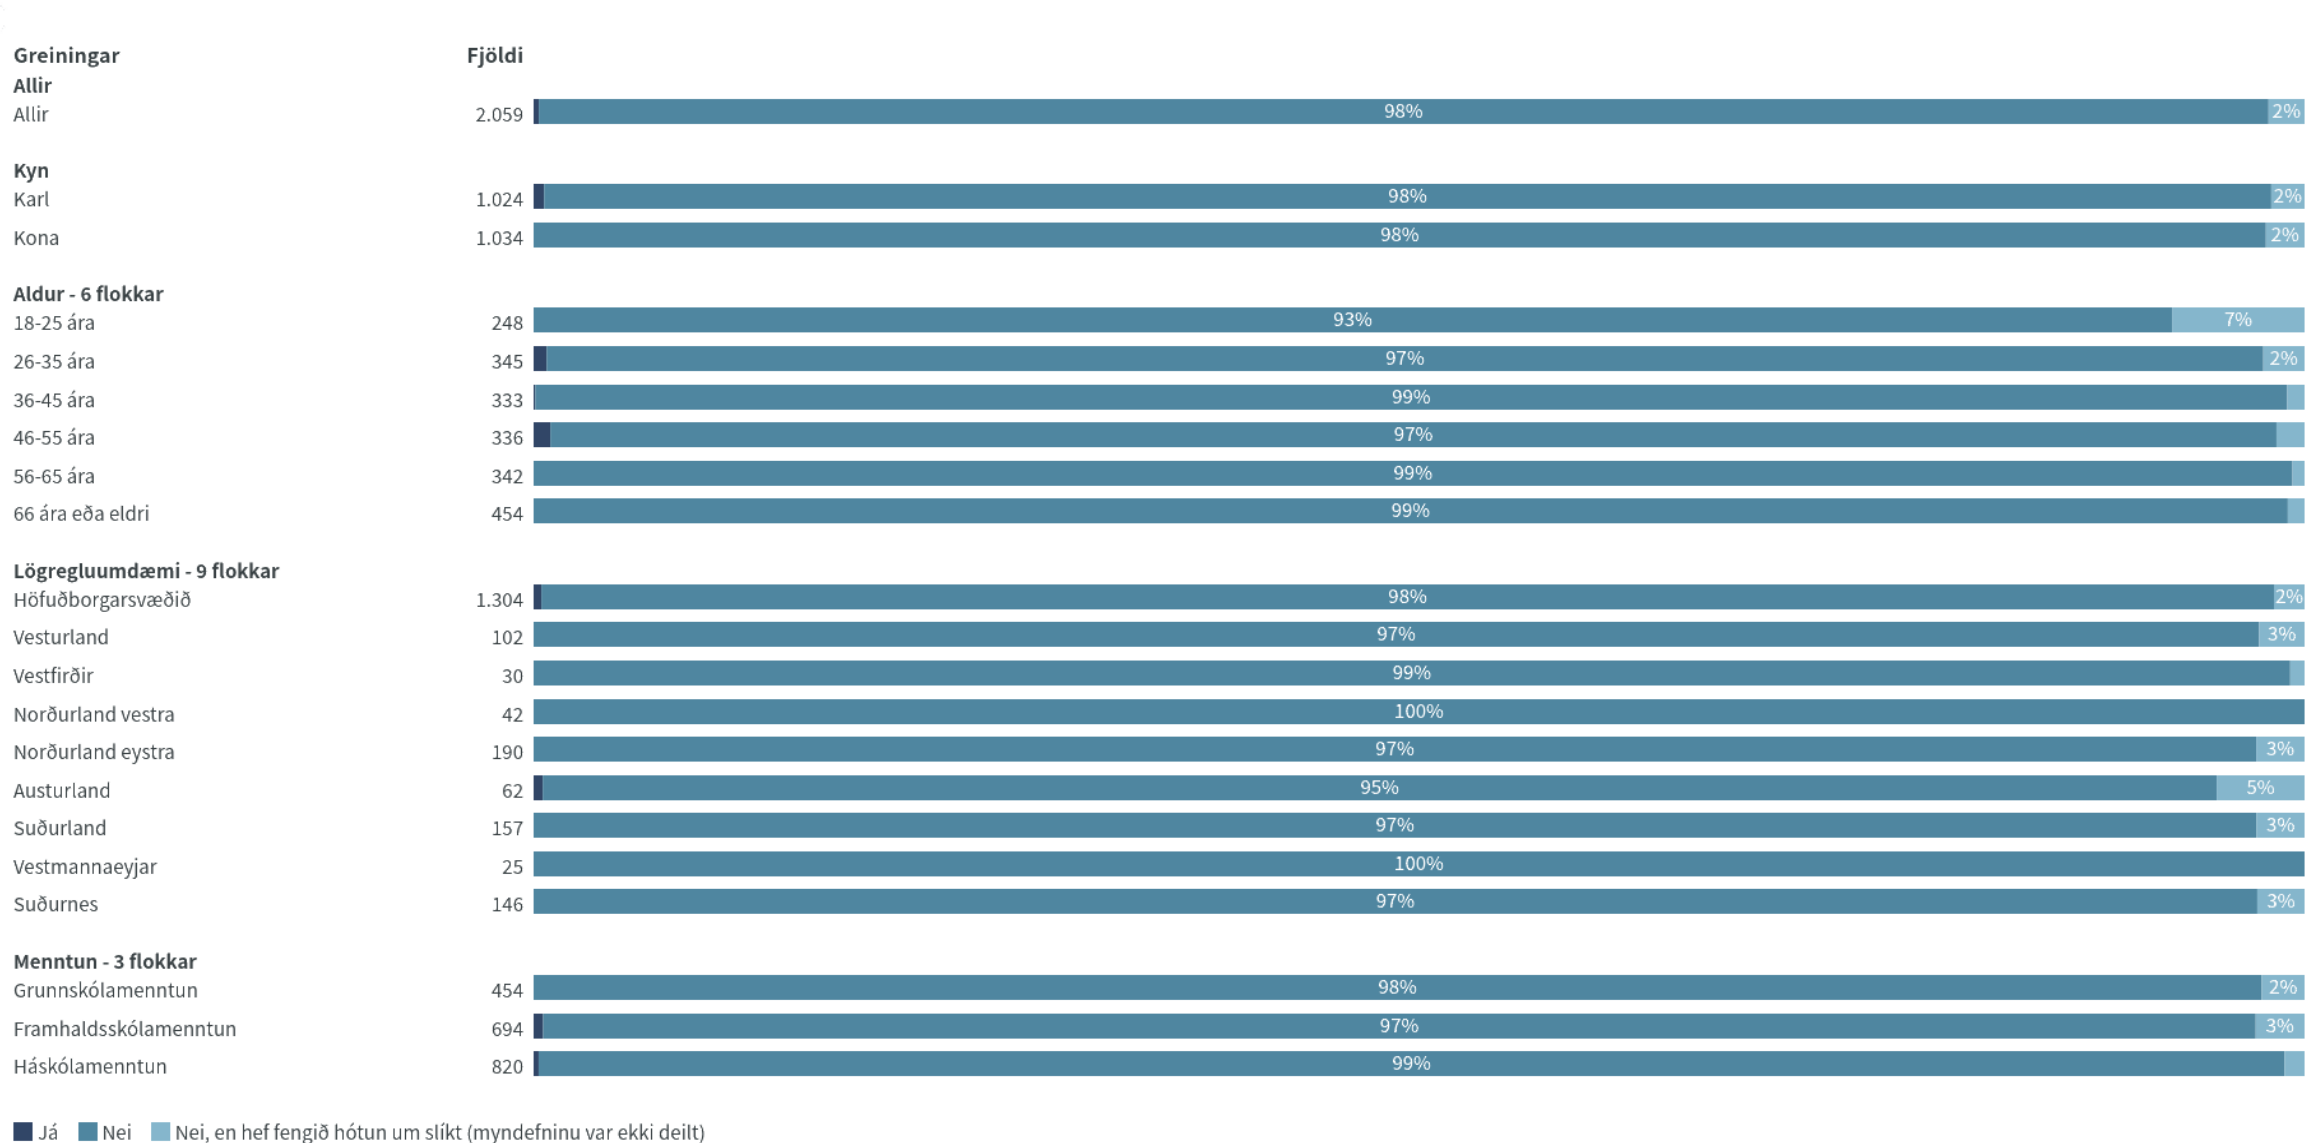 Greiningar Fjöldi
Allir
Allir 2.059 98% 2%
Kyn
Karl 1.024 98% 2%
Kona 1.034 98% 2%
Aldur - 6 flokkar
18-25 ára 248 93% 7%
26-35 ára 345 97% 2%
36-45 ára 333 99%
46-55 ára 336 97%
56-65 ára 342 99%
66 ára eða eldri 454 99%
Lögregluumdæmi - 9 flokkar
Höfuðborgarsvæðið 1.304 98% 2%
Vesturland 102 97% 3%
Vestfirðir 30 99%
Norðurland vestra 42 100%
Norðurland eystra 190 97% 3%
Austurland 62 95% 5%
Suðurland 157 97% 3%
Vestmannaeyjar 25 100%
Suðurnes 146 97% 3%
Menntun - 3 flokkar
Grunnskólamenntun 454 98% 2%
Framhaldsskólamenntun 694 97% 3%
Háskólamenntun 820 99%
Já Nei Nei, en hef fengið hótun um slíkt (myndefninu var ekki deilt)